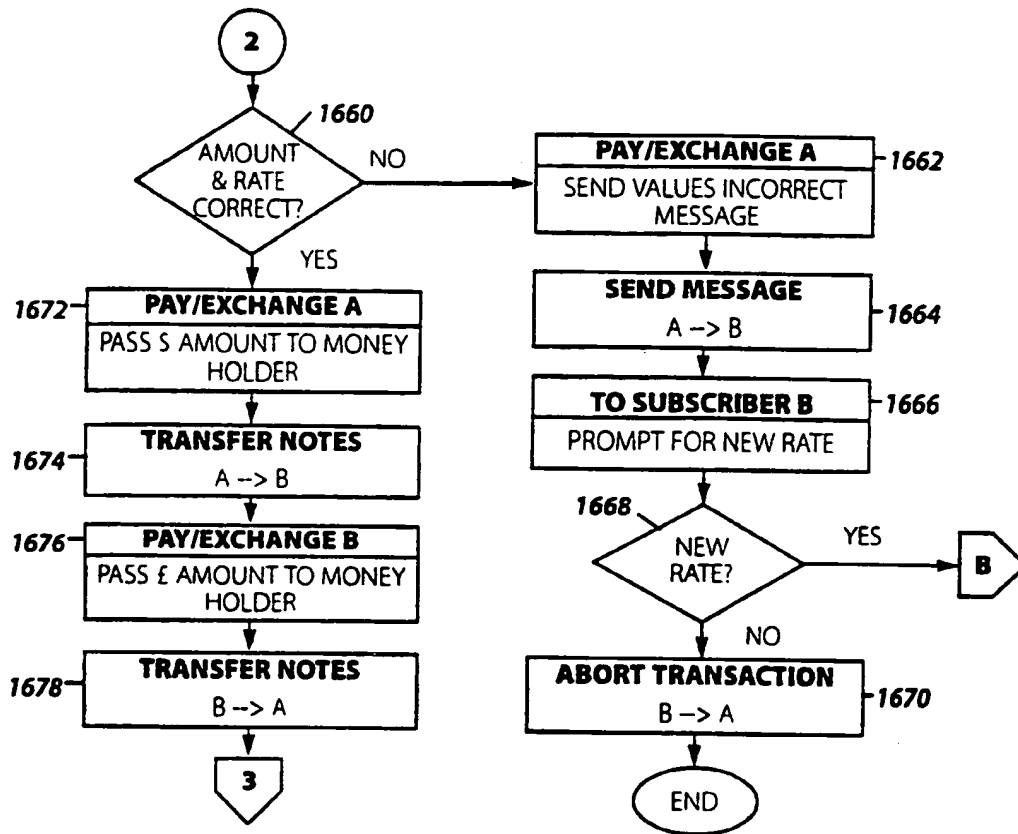 2
1660
AMOUNT
& RATE
CORRECT?
NO
YES
PAY/EXCHANGE A
1662
SEND VALUES INCORRECT
MESSAGE
SEND MESSAGE
1664
A --> B
TO SUBSCRIBER B
1666
PROMPT FOR NEW RATE
1668
NEW
RATE?
YES
B
NO
ABORT TRANSACTION
1670
B --> A
END
1672
PAY/EXCHANGE A
PASS S AMOUNT TO MONEY
HOLDER
1674
TRANSFER NOTES
A --> B
1676
PAY/EXCHANGE B
PASS £ AMOUNT TO MONEY
HOLDER
1678
TRANSFER NOTES
B --> A
3